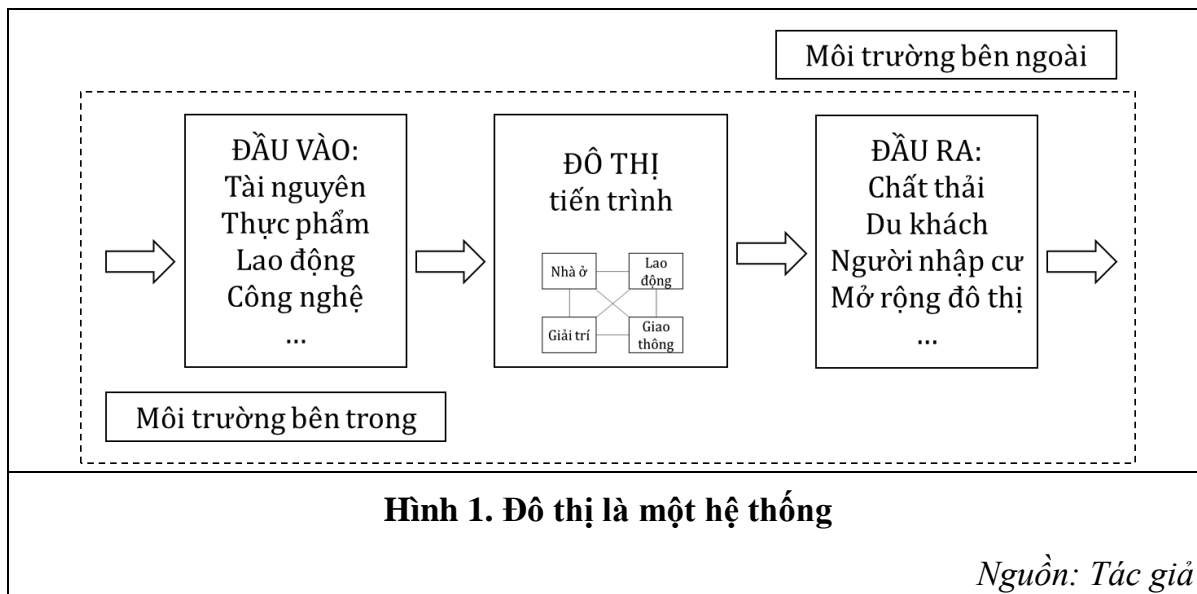 Môi trường bên ngoài
ĐẦU VÀO:
Tài nguyên
Thực phẩm
Lao động
Công nghệ
...
ĐÔ THỊ
tiến trình
Nhà ở
Lao
động
Giải trí
Giao
thông
ĐẦU RA:
Chất thải
Du khách
Người nhập cư
Mở rộng đô thị
...
Môi trường bên trong
Hình 1. Đô thị là một hệ thống
Nguồn: Tác giả